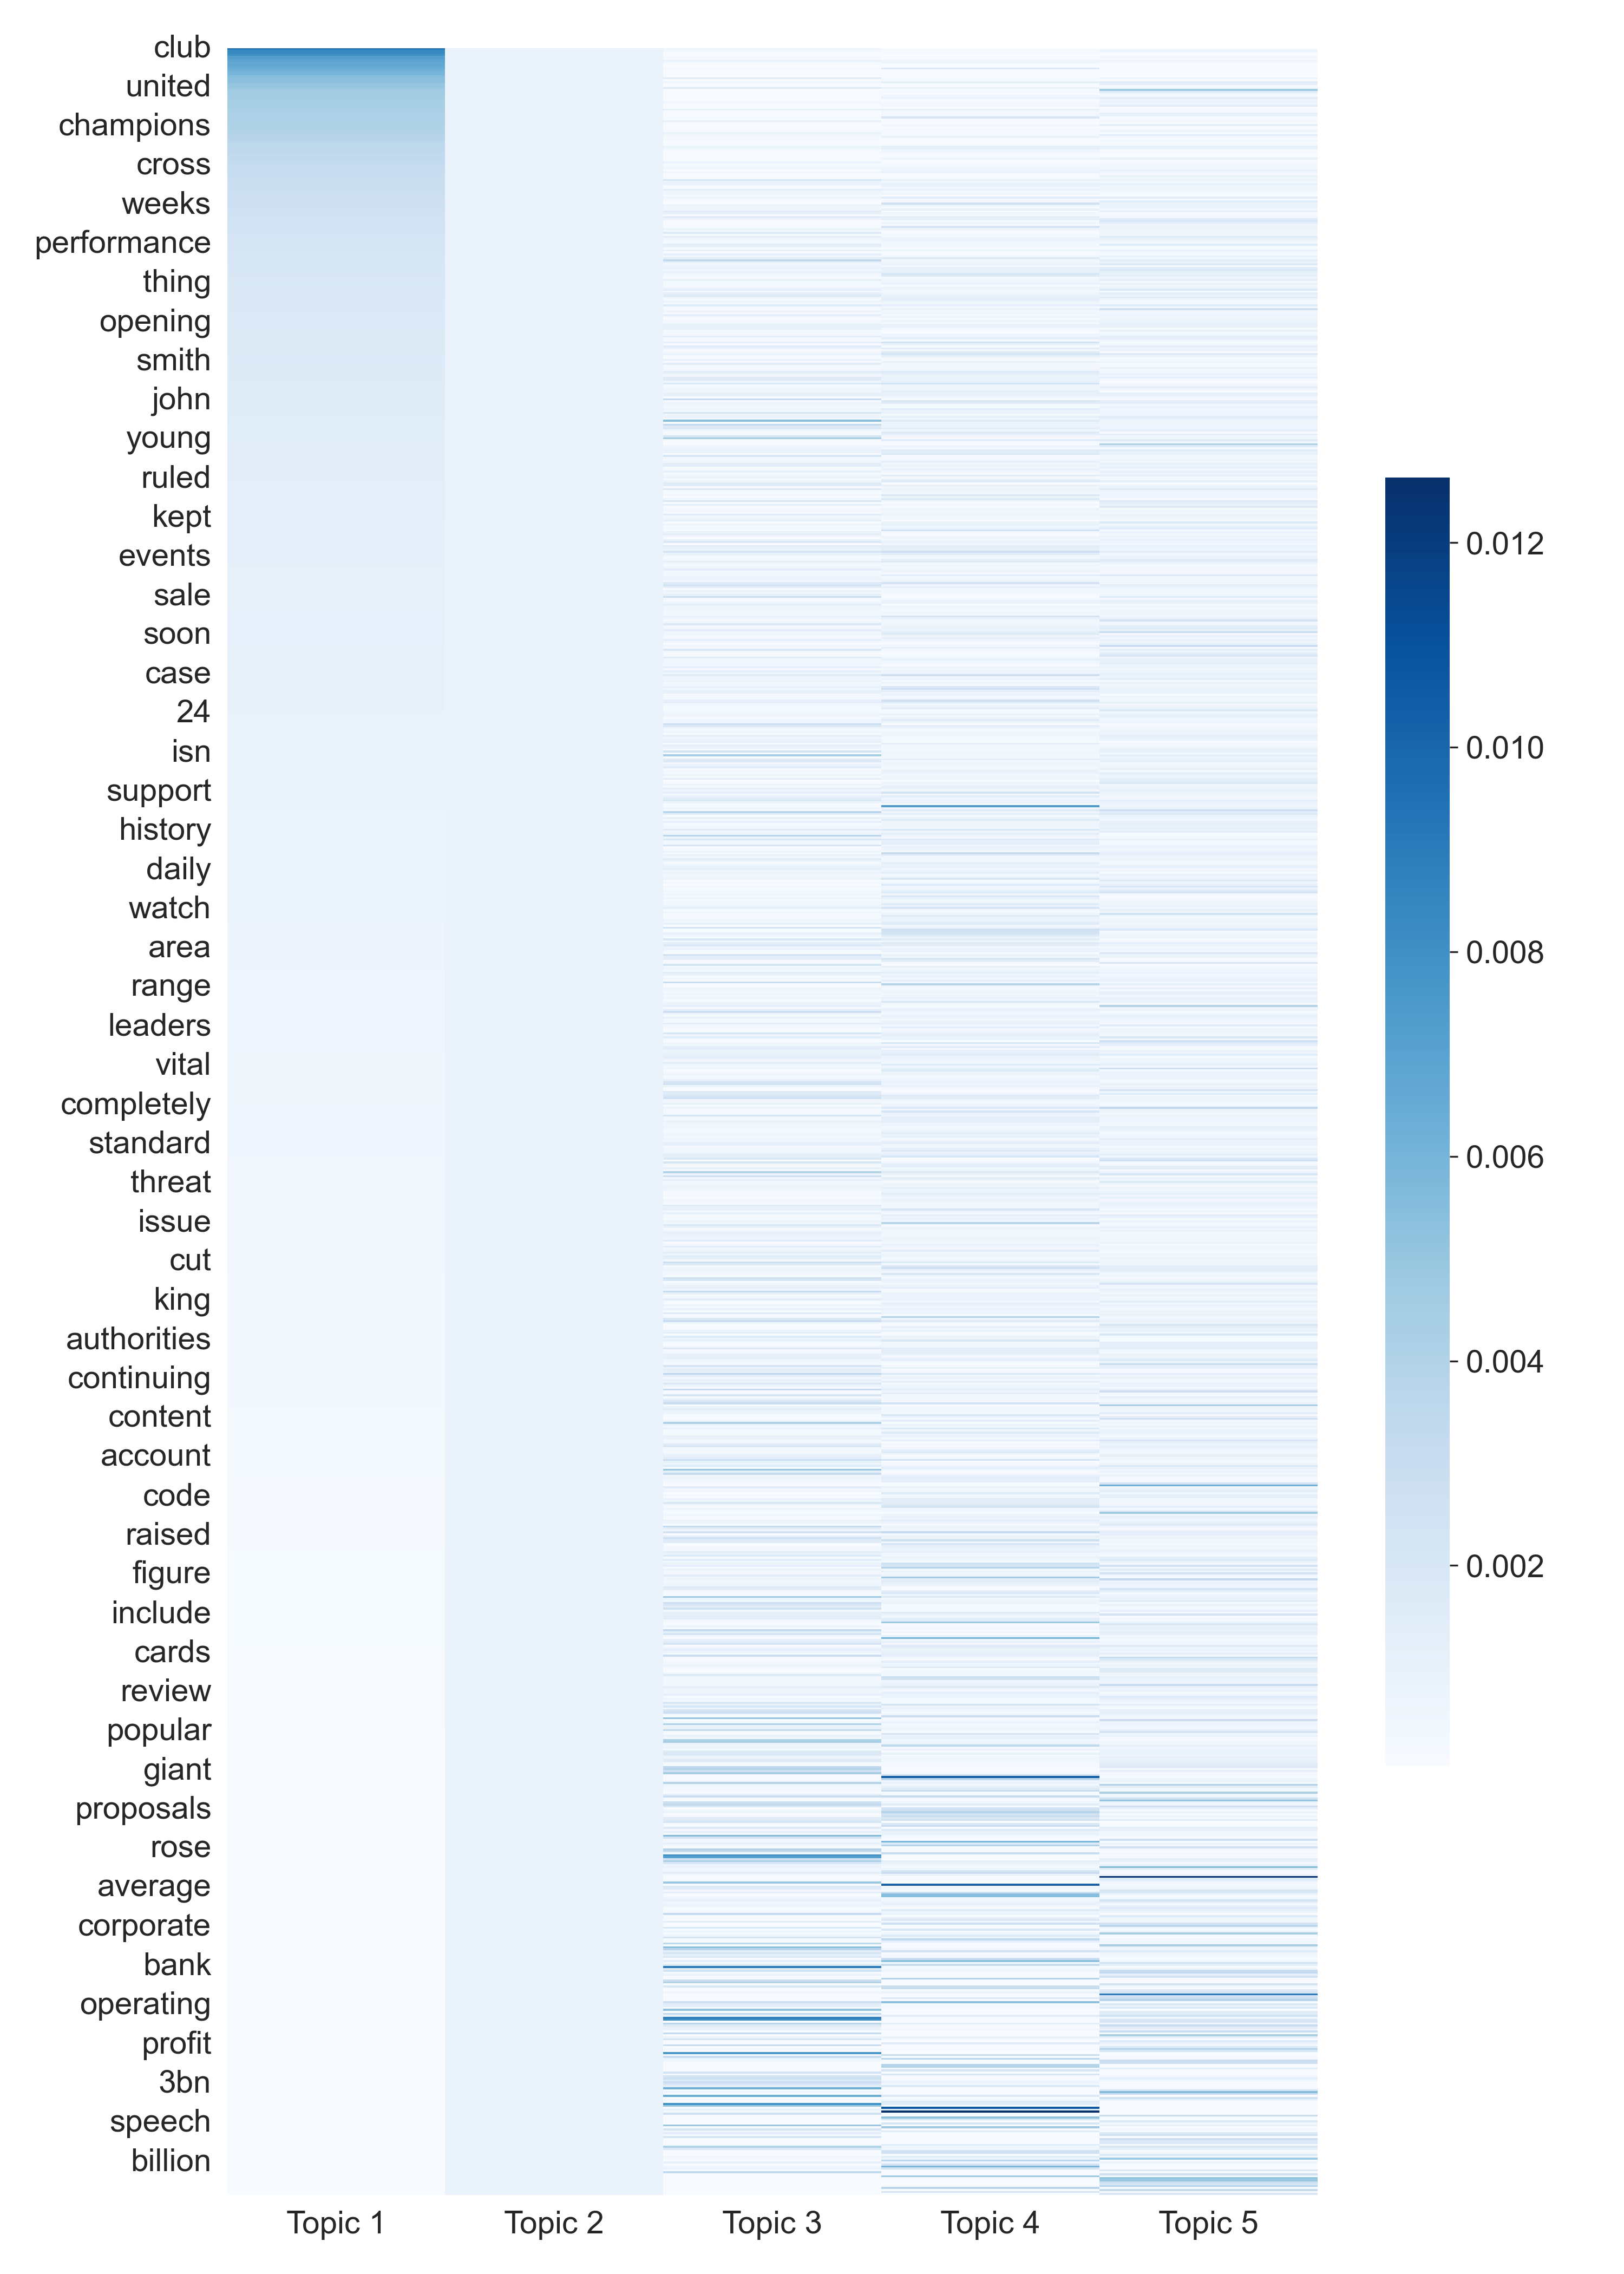 club
united
champions
cross
weeks
performance
thing
opening
smith
john
young
ruled
kept
events
sale
soon
case
24
isn
support
history
daily
watch
area
range
leaders
vital
completely
standard
threat
issue
cut
king
authorities
continuing
content
account
code
raised
figure
include
cards
review
popular
giant
proposals
rose
average
corporate
bank
operating
profit
3bn
speech
billion
Topic 1 Topic 2 Topic 3 Topic 4 Topic 5
0.012
0.010
0.008
0.006
0.004
0.002